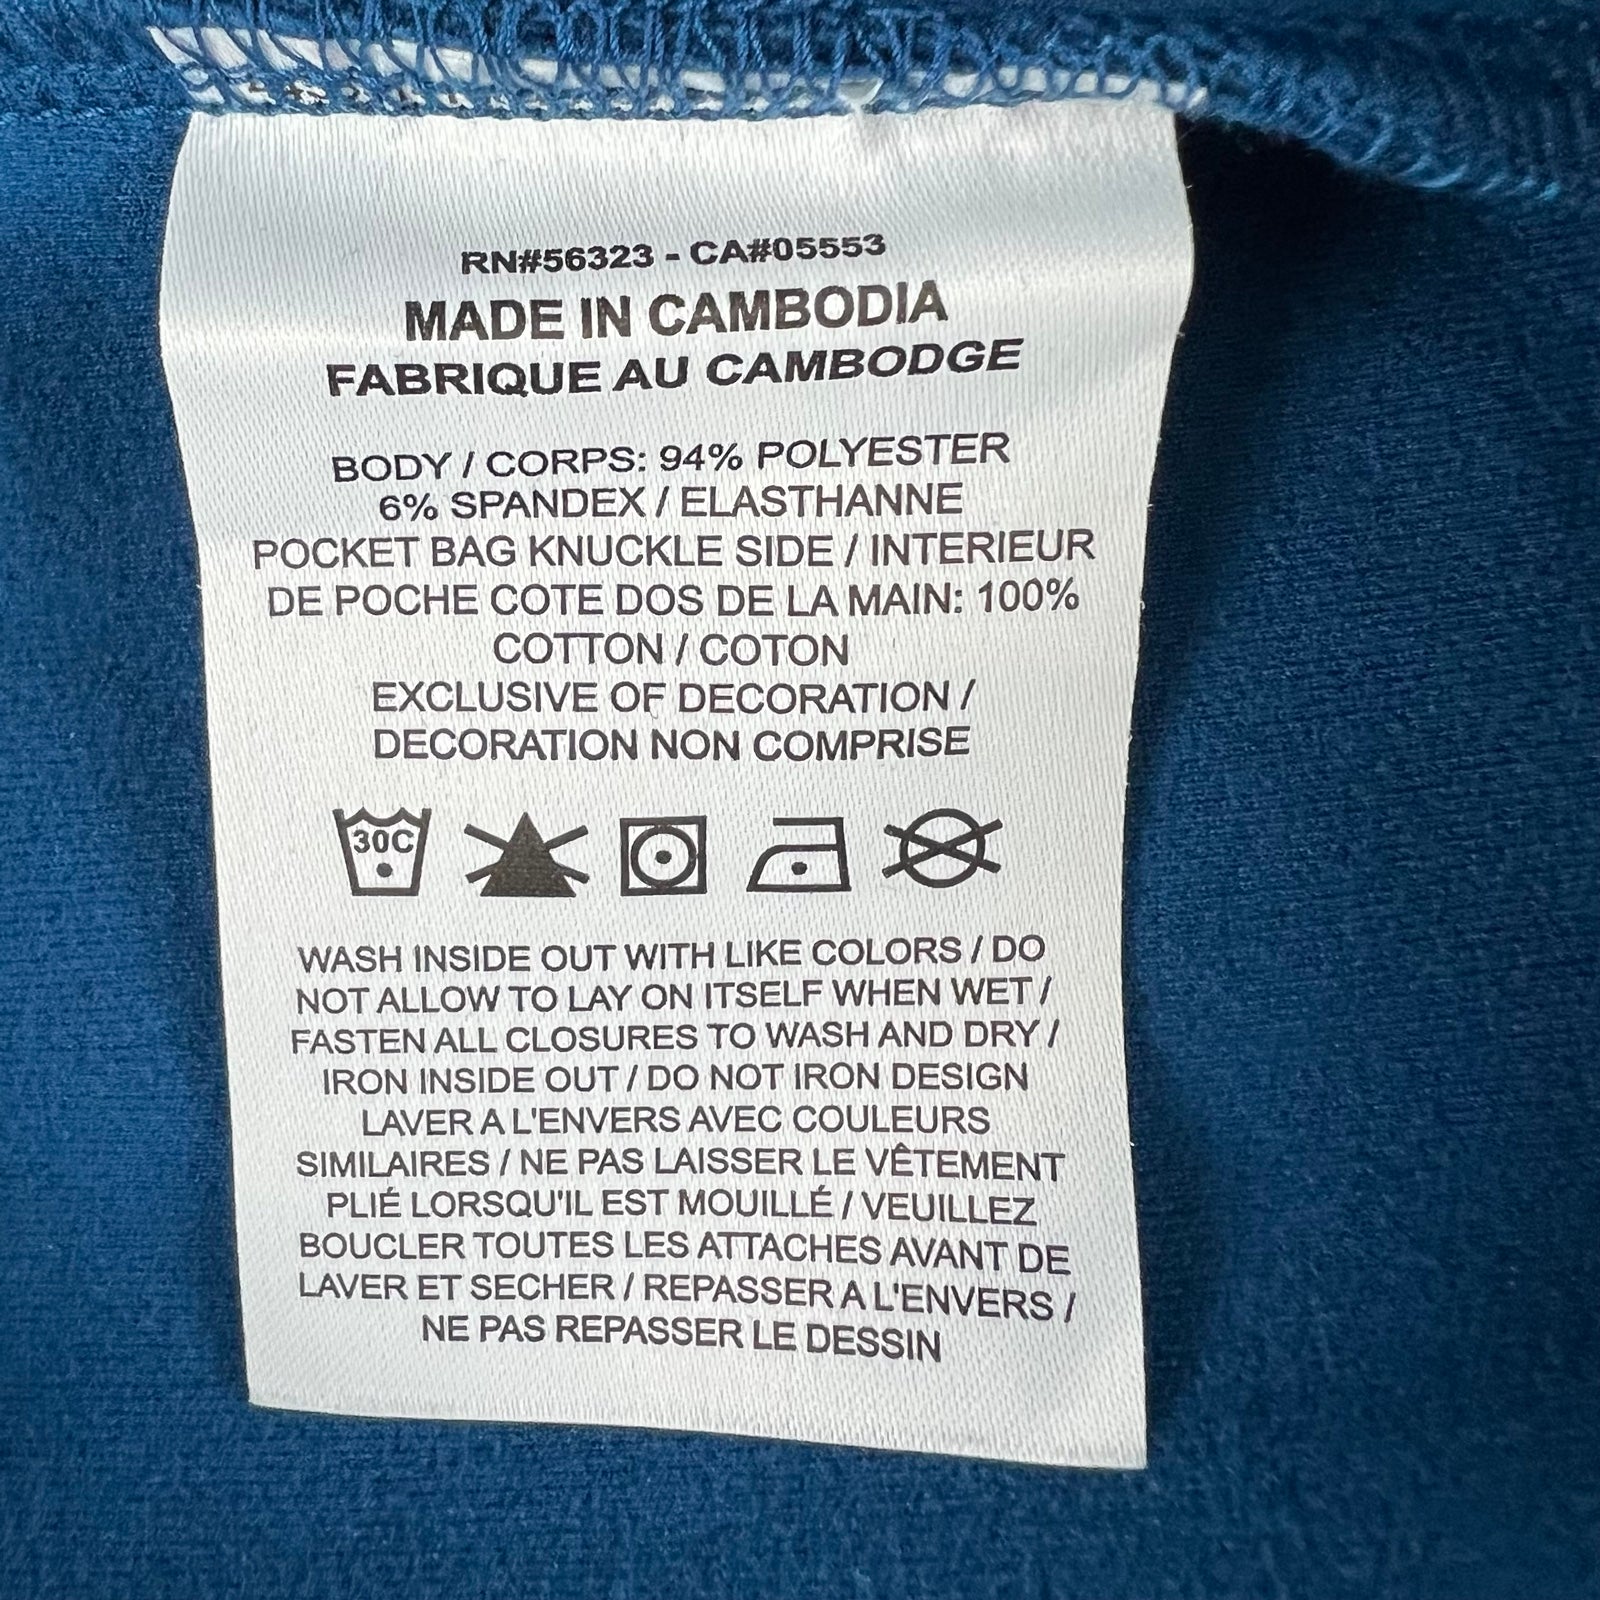 RN#56323 - CA#05553
MADE IN CAMBODIA
FABRIQUE AU CAMBODGE
BODY / CORPS: 94% POLYESTER
6% SPANDEX / ELASTHANNE
POCKET BAG KNUCKLE SIDE / INTERIEUR
DE POCHE COTE DOS DE LA MAIN: 100%
COTTON / COTON
EXCLUSIVE OF DECORATION /
DECORATION NON COMPRISE
30C
WASH INSIDE OUT WITH LIKE COLORS / DO
NOT ALLOW TO LAY ON ITSELF WHEN WET /
FASTEN ALL CLOSURES TO WASH AND DRY /
IRON INSIDE OUT / DO NOT IRON DESIGN
LAVER A L'ENVERS AVEC COULEURS
SIMILAIRES / NE PAS LAISSER LE VÊTEMENT
PLIÉ LORSQU'IL EST MOUILLÉ / VEUILLEZ
BOUCLER TOUTES LES ATTACHES AVANT DE
LAVER ET SECHER / REPASSER A L'ENVERS /
NE PAS REPASSER LE DESSIN